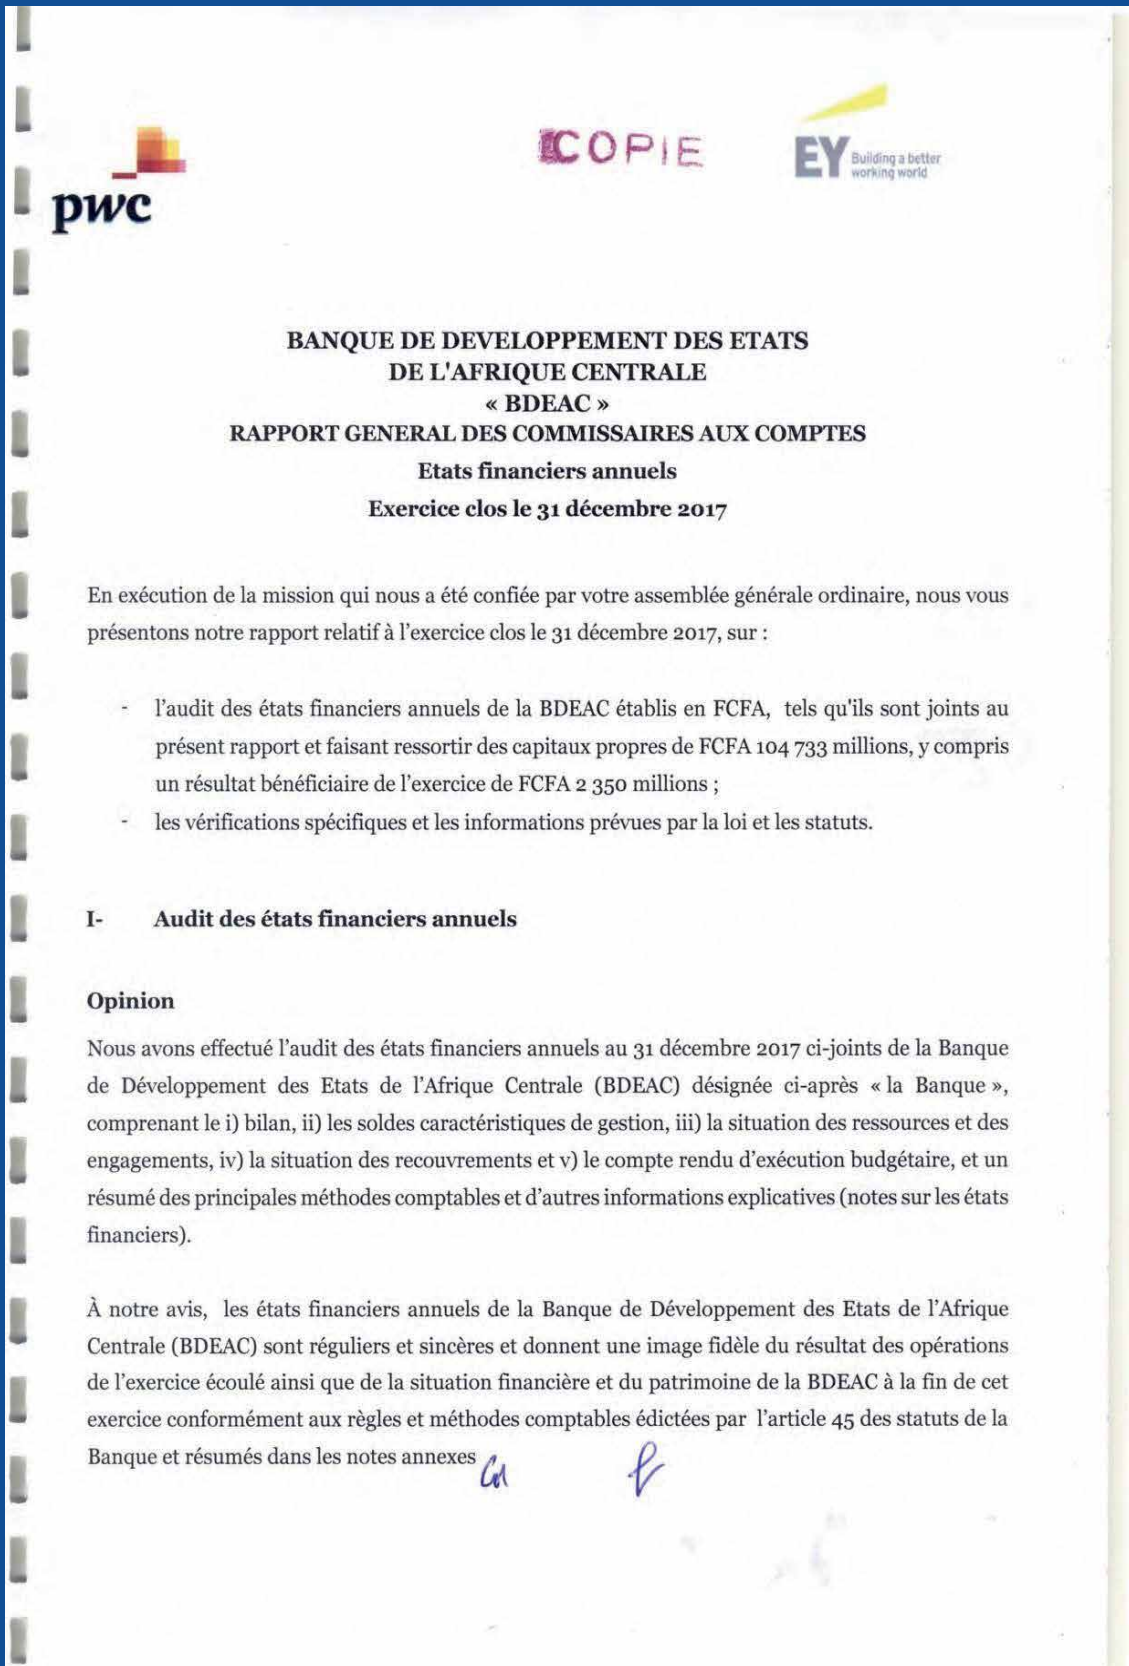 pwc
COPIE
EY Building a better
working world
BANQUE DE DEVELOPPEMENT DES ETATS
DE L'AFRIQUE CENTRALE
« BDEAC »
RAPPORT GENERAL DES COMMISSAIRES AUX COMPTES
Etats financiers annuels
Exercice clos le 31 décembre 2017
En exécution de la mission qui nous a été confiée par votre assemblée générale ordinaire, nous vous
présentons notre rapport relatif à l'exercice clos le 31 décembre 2017, sur :
- l'audit des états financiers annuels de la BDEAC établis en FCFA, tels qu'ils sont joints au
présent rapport et faisant ressortir des capitaux propres de FCFA 104 733 millions, y compris
un résultat bénéficiaire de l'exercice de FCFA 2 350 millions ;
- les vérifications spécifiques et les informations prévues par la loi et les statuts.
I- Audit des états financiers annuels
Opinion
Nous avons effectué l'audit des états financiers annuels au 31 décembre 2017 ci-joints de la Banque
de Développement des Etats de l'Afrique Centrale (BDEAC) désignée ci-après « la Banque »,
comprenant le i) bilan, ii) les soldes caractéristiques de gestion, iii) la situation des ressources et des
engagements, iv) la situation des recouvrements et v) le compte rendu d'exécution budgétaire, et un
résumé des principales méthodes comptables et d'autres informations explicatives (notes sur les états
financiers).
À notre avis, les états financiers annuels de la Banque de Développement des Etats de l'Afrique
Centrale (BDEAC) sont réguliers et sincères et donnent une image fidèle du résultat des opérations
de l'exercice écoulé ainsi que de la situation financière et du patrimoine de la BDEAC à la fin de cet
exercice conformément aux règles et méthodes comptables édictées par l'article 45 des statuts de la
Banque et résumés dans les notes annexes